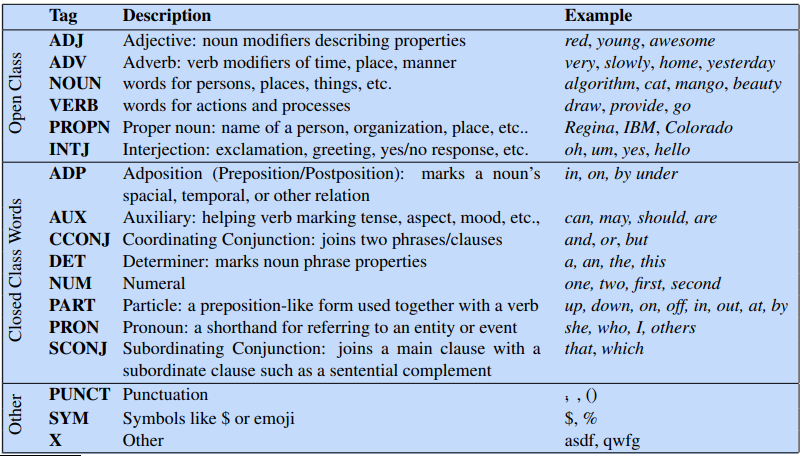 Tag Description Example
Open Class
ADJ Adjective: noun modifiers describing properties red, young, awesome
ADV Adverb: verb modifiers of time, place, manner very, slowly, home, yesterday
NOUN words for persons, places, things, etc. algorithm, cat, mango, beauty
VERB words for actions and processes draw, provide, go
PROPN Proper noun: name of a person, organization, place, etc.. Regina, IBM, Colorado
INTJ Interjection: exclamation, greeting, yes/no response, etc. oh, um, yes, hello
Closed Class Words
ADP Adposition (Preposition/Postposition): marks a noun's in, on, by under
spacial, temporal, or other relation
AUX Auxiliary: helping verb marking tense, aspect, mood, etc., can, may, should, are
CCONJ Coordinating Conjunction: joins two phrases/clauses and, or, but
DET Determiner: marks noun phrase properties a, an, the, this
NUM Numeral one, two, first, second
PART Particle: a preposition-like form used together with a verb up, down, on, off, in, out, at, by
PRON Pronoun: a shorthand for referring to an entity or event she, who, I, others
SCONJ Subordinating Conjunction: joins a main clause with a that, which
subordinate clause such as a sentential complement
Other
PUNCT Punctuation ; , ()
SYM Symbols like $ or emoji $, %
X Other asdf, qwfg